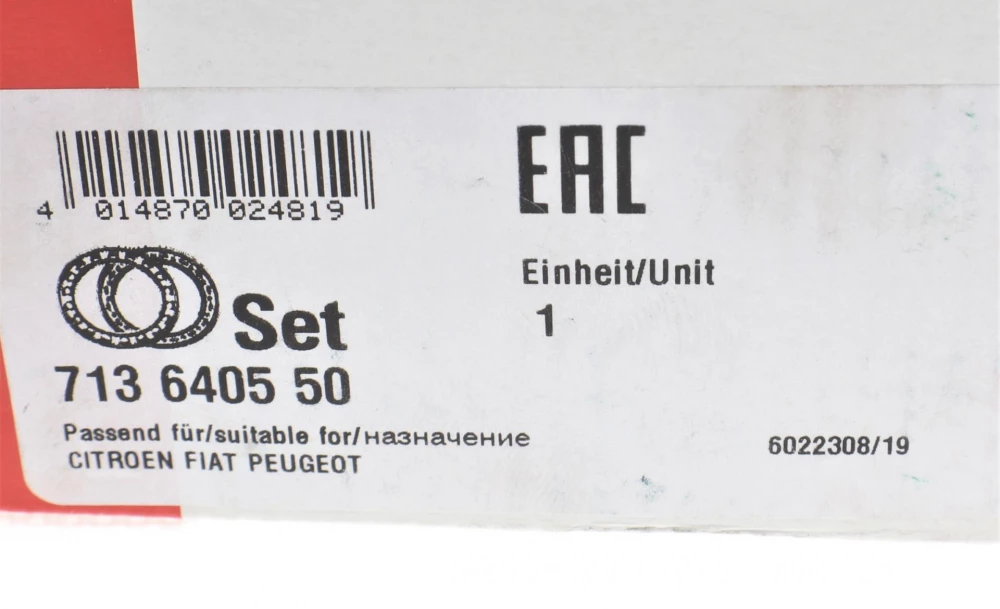 4 014870 024819
EAC
Einheit/Unit
1
Set
713 6405 50
Passend für/suitable for/назначение
CITROEN FIAT PEUGEOT
6022308/19